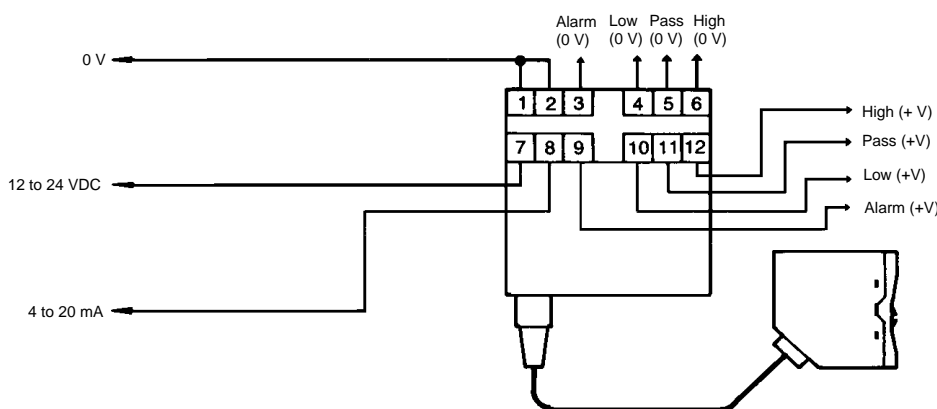 Alarm
(0 V)
Low
(0 V)
Pass
(0 V)
High
(0 V)
0 V
1 2 3 4 5 6
7 8 9 10 11 12
High (+ V)
Pass (+V)
Low (+V)
Alarm (+V)
12 to 24 VDC
4 to 20 mA